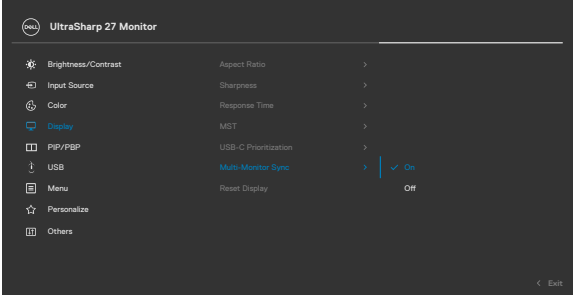 DELL UltraSharp 27 Monitor
Brightness/Contrast Aspect Ratio >
Input Source Sharpness >
Color Response Time >
Display MST >
PIP/PBP USB-C Prioritization >
USB Multi-Monitor Sync > ✓ On
Menu Reset Display Off
Personalize
Others
< Exit